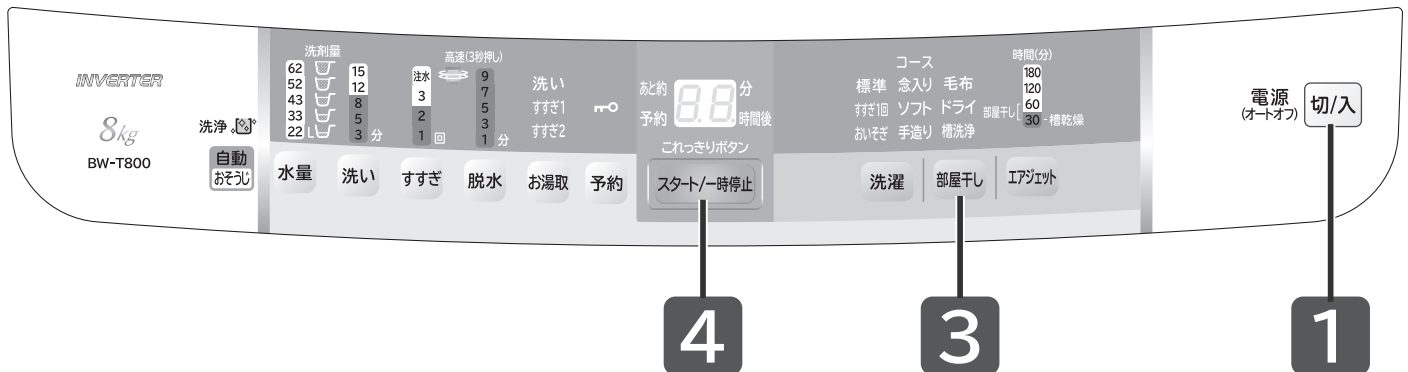 INVERTER
8kg
BW-T800
洗浄
自動
おそうじ
洗剤量
62
52
43
33
22 L
15
12
8
5
3 分
注水
3
2
1 回
高速(3秒押し)
9
7
5
3
1 分
洗い
すすぎ1
すすぎ2
あと約 88 分
予約 時間後
これっきりボタン
コース
標準 念入り 毛布
すすぎ1回 ソフト ドライ
おいそぎ 手造り 槽洗浄
時間(分)
180
120
部屋干し[ 60
30 - 槽乾燥
水量
洗い
すすぎ
脱水
お湯取
予約
スタート/一時停止
洗濯
部屋干し
エアジェット
電源
(オートオフ)
切/入
4
3
1